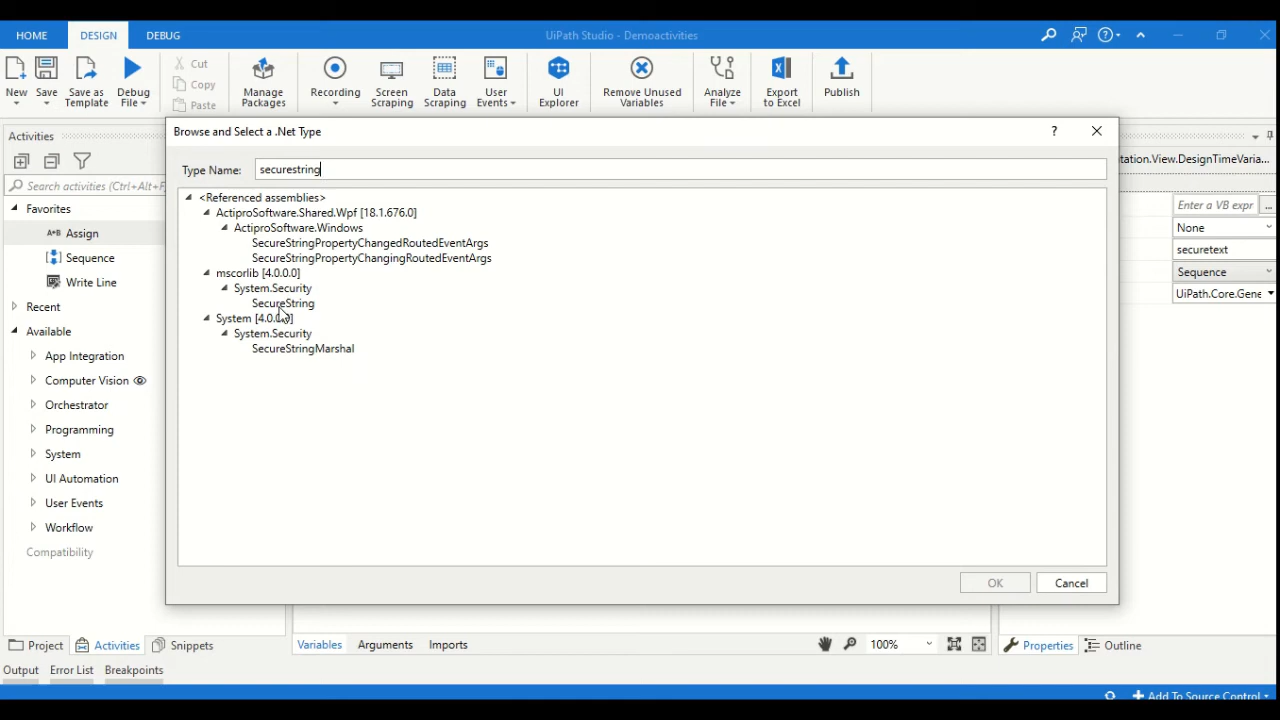 HOME DESIGN DEBUG UiPath Studio - Demoactivities
New Save Save as Template Debug File Cut Copy Paste Manage Packages Recording Screen Scraping Data Scraping User Events UI Explorer Remove Unused Variables Analyze File Export to Excel Publish
Activities
Browse and Select a .Net Type ?
tation.View.DesignTimeVaria...
Type Name: securestring
Search activities (Ctrl+Alt+F
<Referenced assemblies>
Enter a VB expr ...
Favorites
ActiproSoftware.Shared.Wpf [18.1.676.0]
None
Assign
ActiproSoftware.Windows
SecureStringPropertyChangedRoutedEventArgs
securetext
Sequence
SecureStringPropertyChangingRoutedEventArgs
Sequence
Write Line
mscorlib [4.0.0.0]
System.Security
UiPath.Core.Gene
Recent
SecureString
System [4.0.0.0]
Available
System.Security
App Integration
SecureStringMarshal
Computer Vision
Orchestrator
Programming
System
UI Automation
User Events
Workflow
Compatibility
OK Cancel
Project Activities Snippets Variables Arguments Imports 100% Properties Outline
Output Error List Breakpoints
Add To Source Control